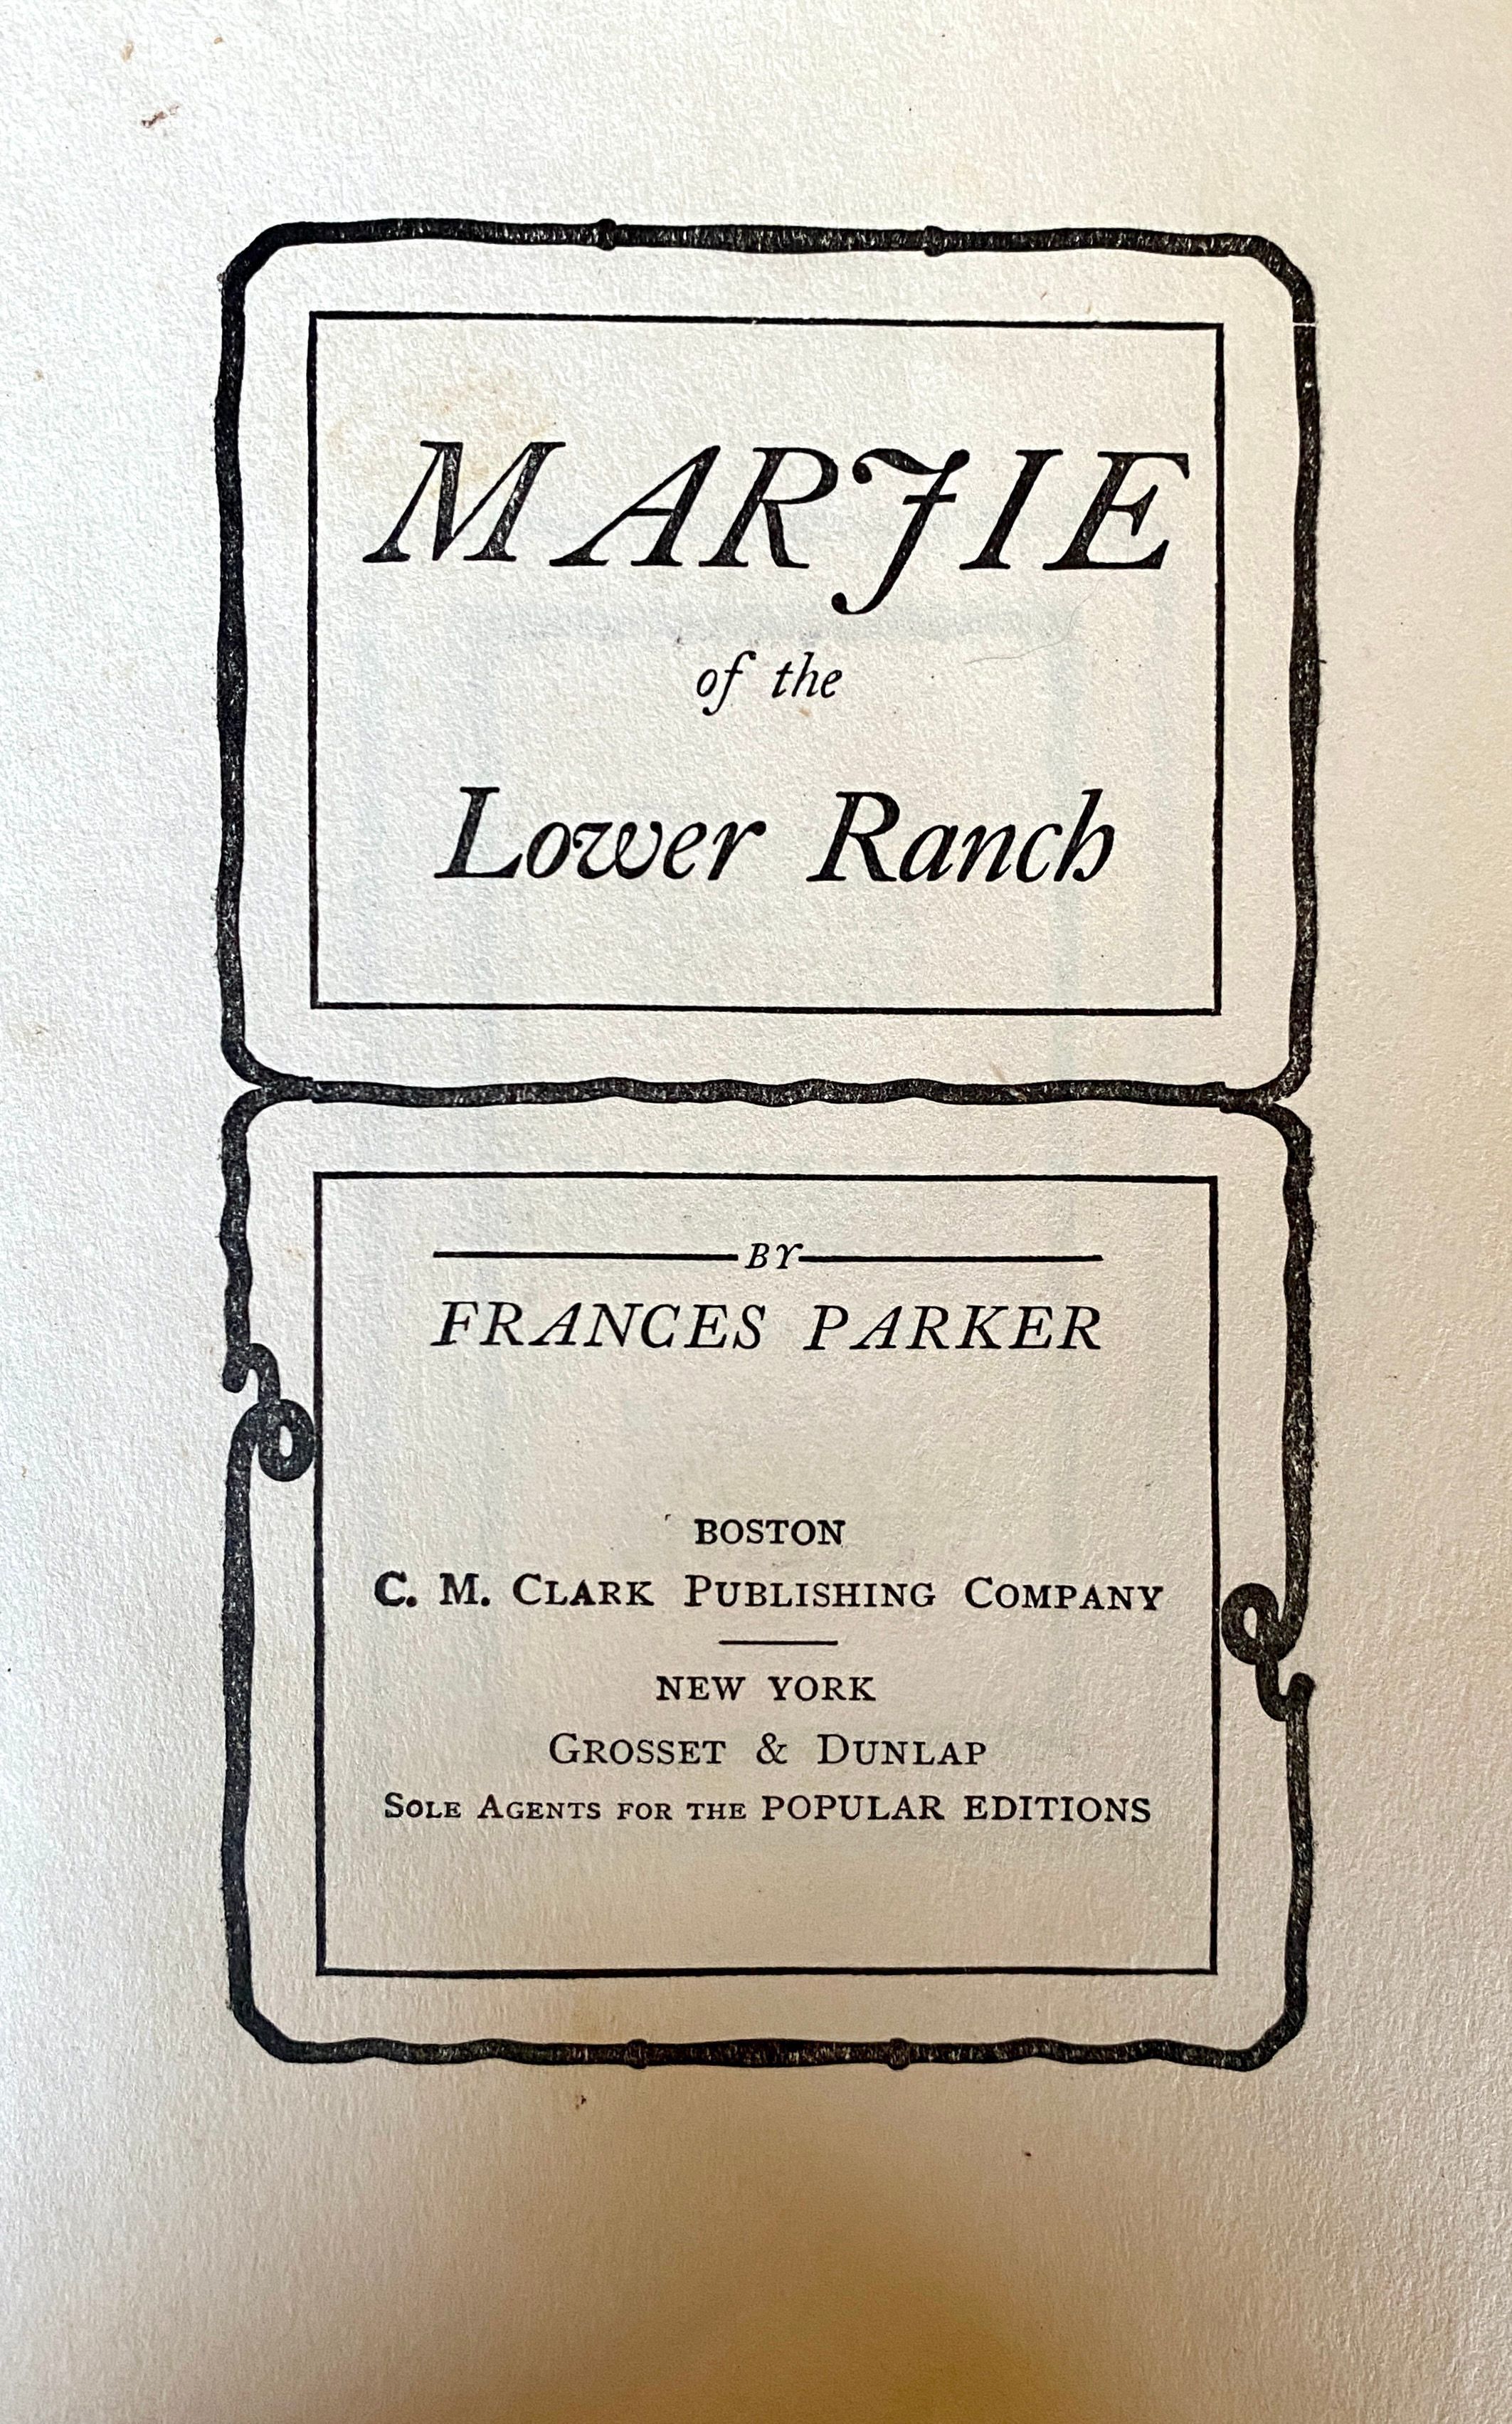 MARJIE
of the
Lower Ranch
BY
FRANCES PARKER
BOSTON
C. M. CLARK PUBLISHING COMPANY
NEW YORK
GROSSET & DUNLAP
SOLE AGENTS FOR THE POPULAR EDITIONS